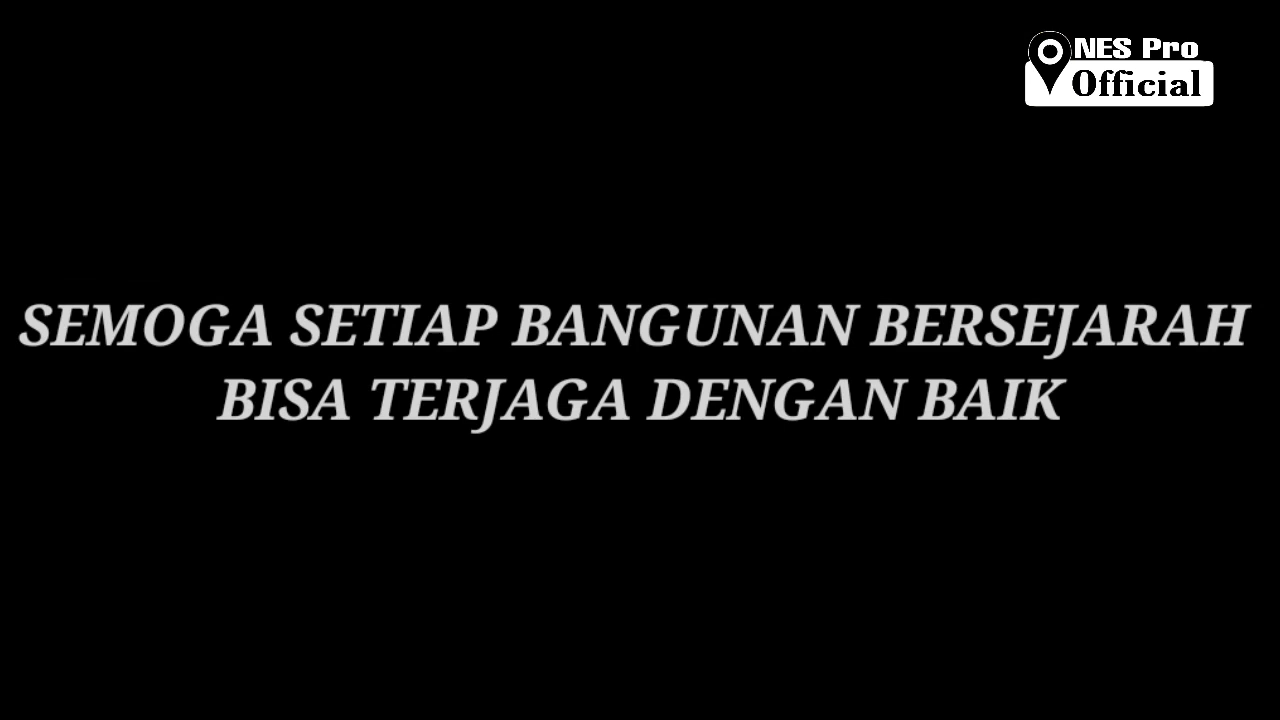 NES Pro
Official
SEMOGA SETIAP BANGUNAN BERSEJARAH
BISA TERJAGA DENGAN BAIK